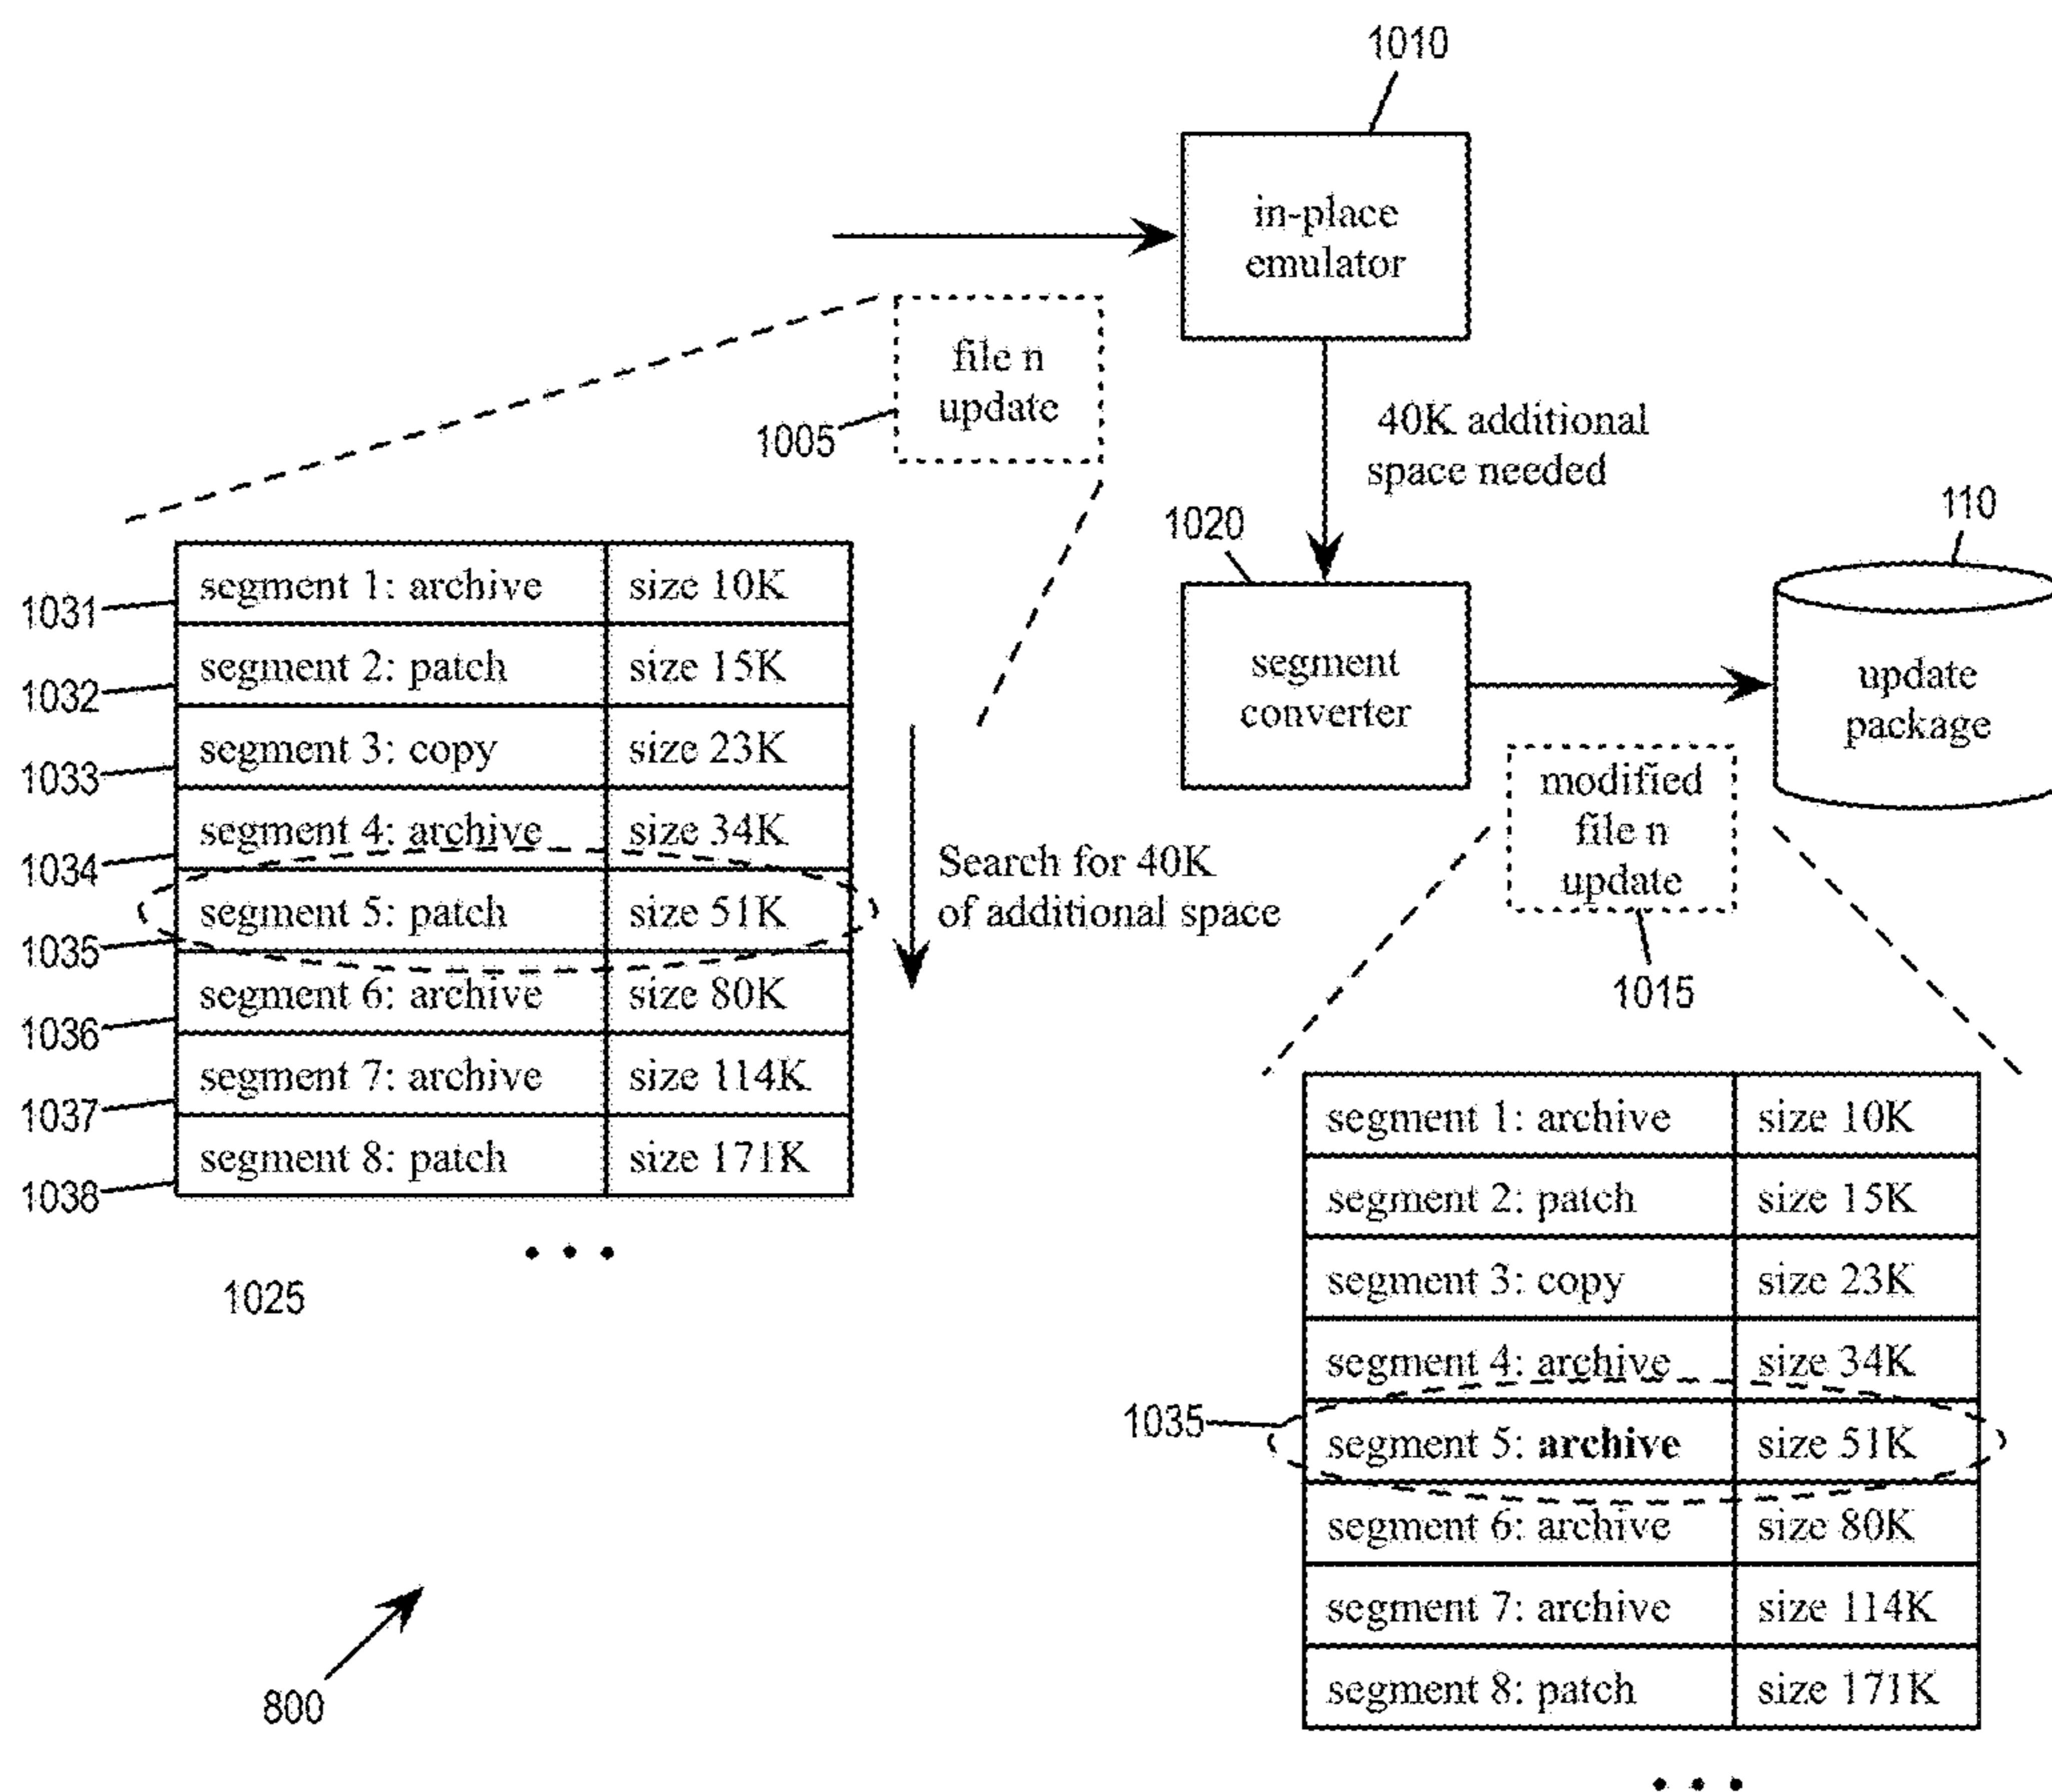 1010
in-place
emulator
file n
update
1005
40K additional
space needed
1020
110
segment
converter
update
package
1031
segment 1: archive size 10K
1032
segment 2: patch size 15K
1033
segment 3: copy size 23K
1034
segment 4: archive size 34K
1035
segment 5: patch size 51K
1036
segment 6: archive size 80K
1037
segment 7: archive size 114K
1038
segment 8: patch size 171K
• • •
1025
Search for 40K
of additional space
modified
file n
update
1015
segment 1: archive size 10K
segment 2: patch size 15K
segment 3: copy size 23K
segment 4: archive size 34K
1035
segment 5: archive size 51K
segment 6: archive size 80K
segment 7: archive size 114K
segment 8: patch size 171K
• • •
800